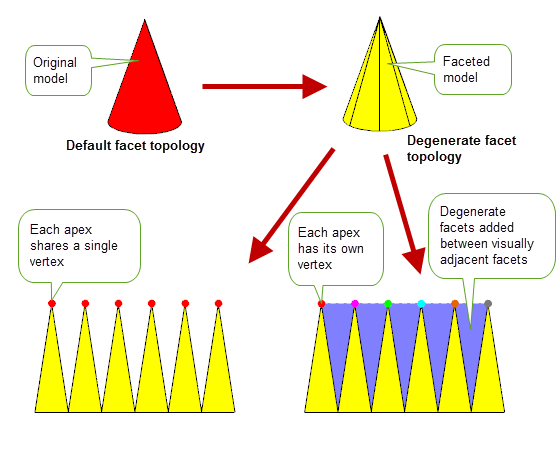 Original
model
Faceted
model
Default facet topology
Degenerate facet
topology
Each apex
shares a single
vertex
Each apex
has its own
vertex
Degenerate
facets added
between visually
adjacent facets